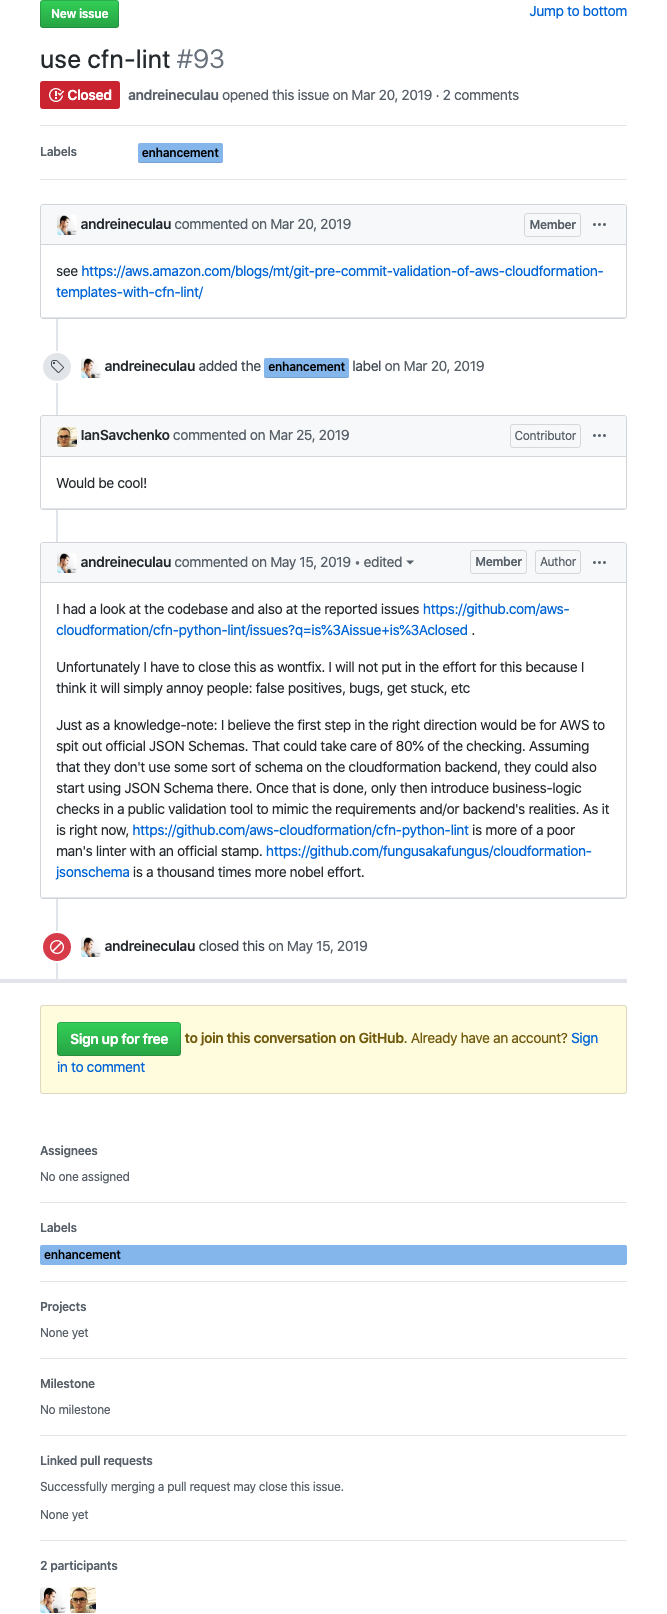 New issue
Jump to bottom
use cfn-lint #93
Closed andreineculau opened this issue on Mar 20, 2019 · 2 comments
Labels enhancement
andreineculau commented on Mar 20, 2019 Member ···
see https://aws.amazon.com/blogs/mt/git-pre-commit-validation-of-aws-cloudformation-
templates-with-cfn-lint/
andreineculau added the enhancement label on Mar 20, 2019
IanSavchenko commented on Mar 25, 2019 Contributor ···
Would be cool!
andreineculau commented on May 15, 2019 • edited Member Author ···
I had a look at the codebase and also at the reported issues https://github.com/aws-
cloudformation/cfn-python-lint/issues?q=is%3Aissue+is%3Aclosed .
Unfortunately I have to close this as wontfix. I will not put in the effort for this because I
think it will simply annoy people: false positives, bugs, get stuck, etc
Just as a knowledge-note: I believe the first step in the right direction would be for AWS to
spit out official JSON Schemas. That could take care of 80% of the checking. Assuming
that they don't use some sort of schema on the cloudformation backend, they could also
start using JSON Schema there. Once that is done, only then introduce business-logic
checks in a public validation tool to mimic the requirements and/or backend's realities. As it
is right now, https://github.com/aws-cloudformation/cfn-python-lint is more of a poor
man's linter with an official stamp. https://github.com/fungusakafungus/cloudformation-
jsonschema is a thousand times more nobel effort.
andreineculau closed this on May 15, 2019
Sign up for free to join this conversation on GitHub. Already have an account? Sign
in to comment
Assignees
No one assigned
Labels
enhancement
Projects
None yet
Milestone
No milestone
Linked pull requests
Successfully merging a pull request may close this issue.
None yet
2 participants